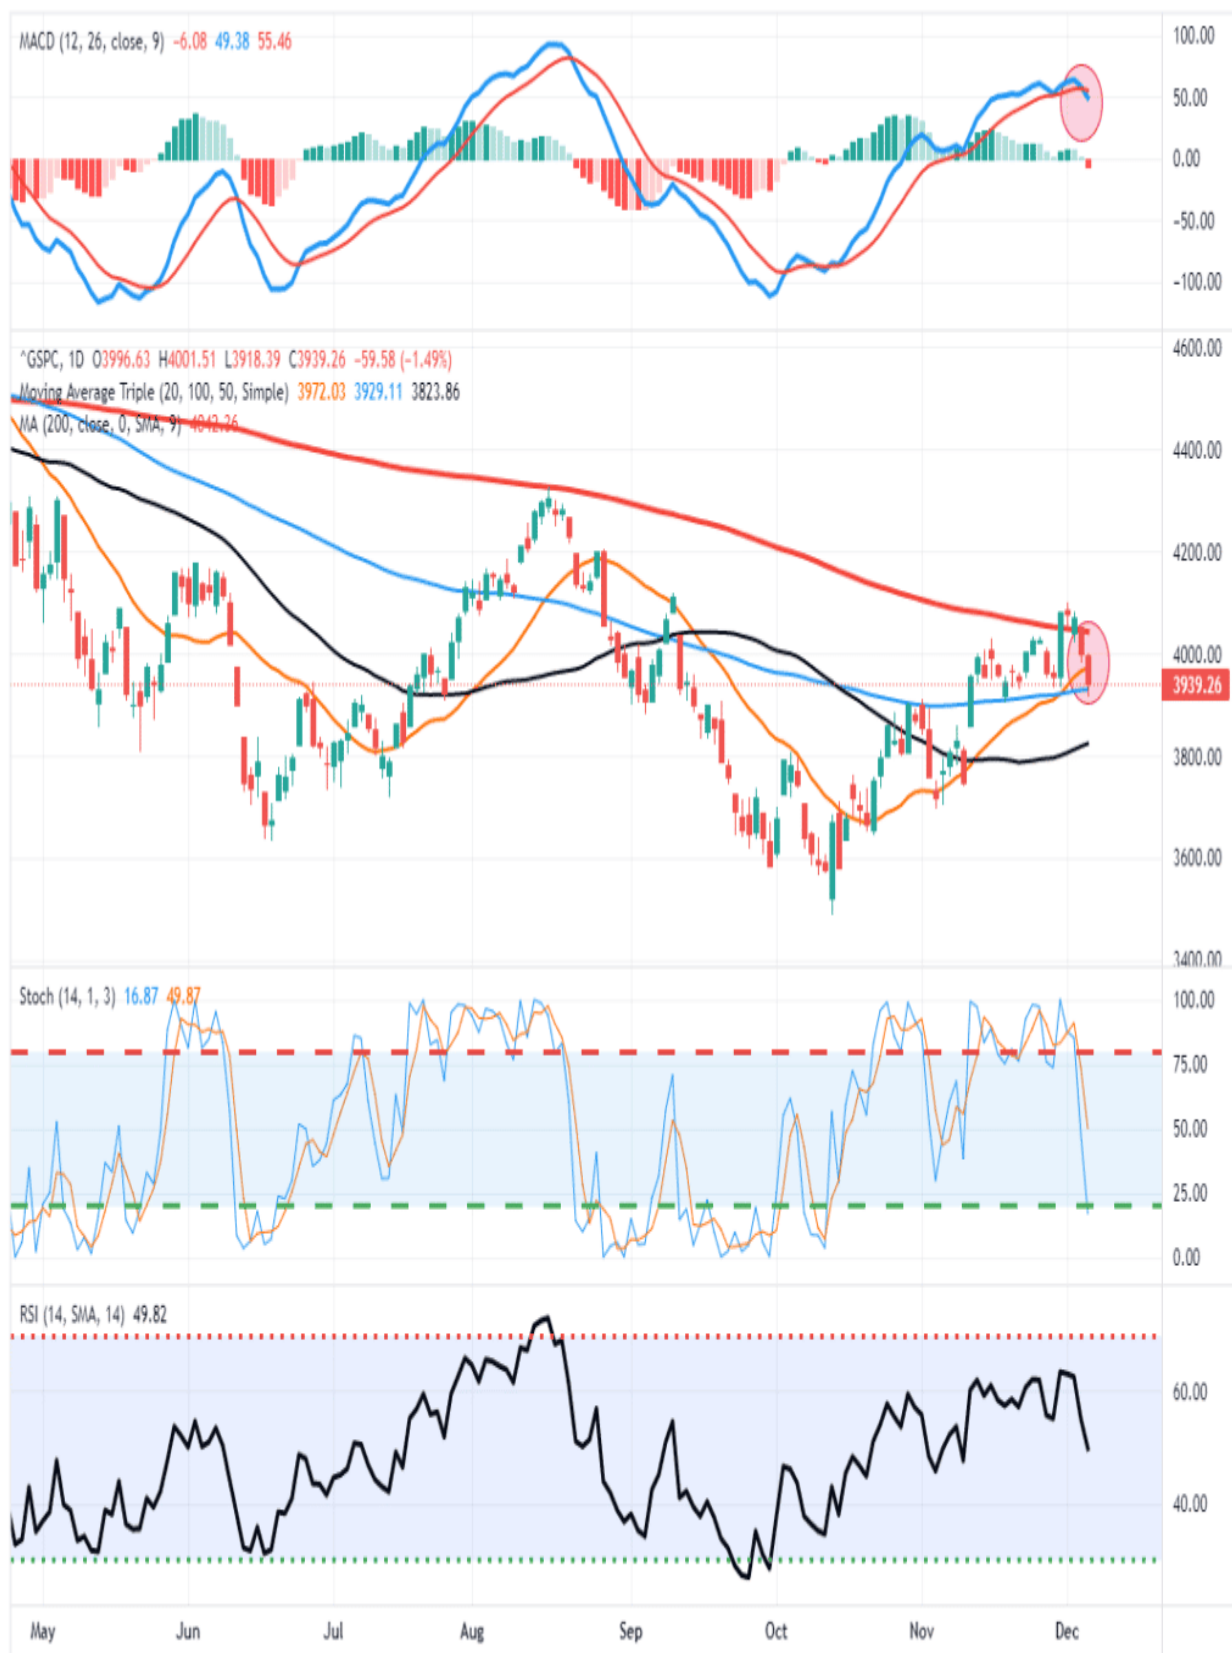 MACD (12, 26, close, 9) −6.08 49.38 55.46
100.00
50.00
0.00
−50.00
−100.00
^GSPC, 1D O3996.63 H4001.51 L3918.39 C3939.26 −59.58 (−1.49%)
Moving Average Triple (20, 100, 50, Simple) 3972.03 3929.11 3823.86
MA (200, close, 0, SMA, 9) 4042.36
4600.00
4400.00
4200.00
4000.00
3939.26
3800.00
3600.00
3400.00
Stoch (14, 1, 3) 16.87 49.87
100.00
75.00
50.00
25.00
0.00
RSI (14, SMA, 14) 49.82
60.00
40.00
May Jun Jul Aug Sep Oct Nov Dec